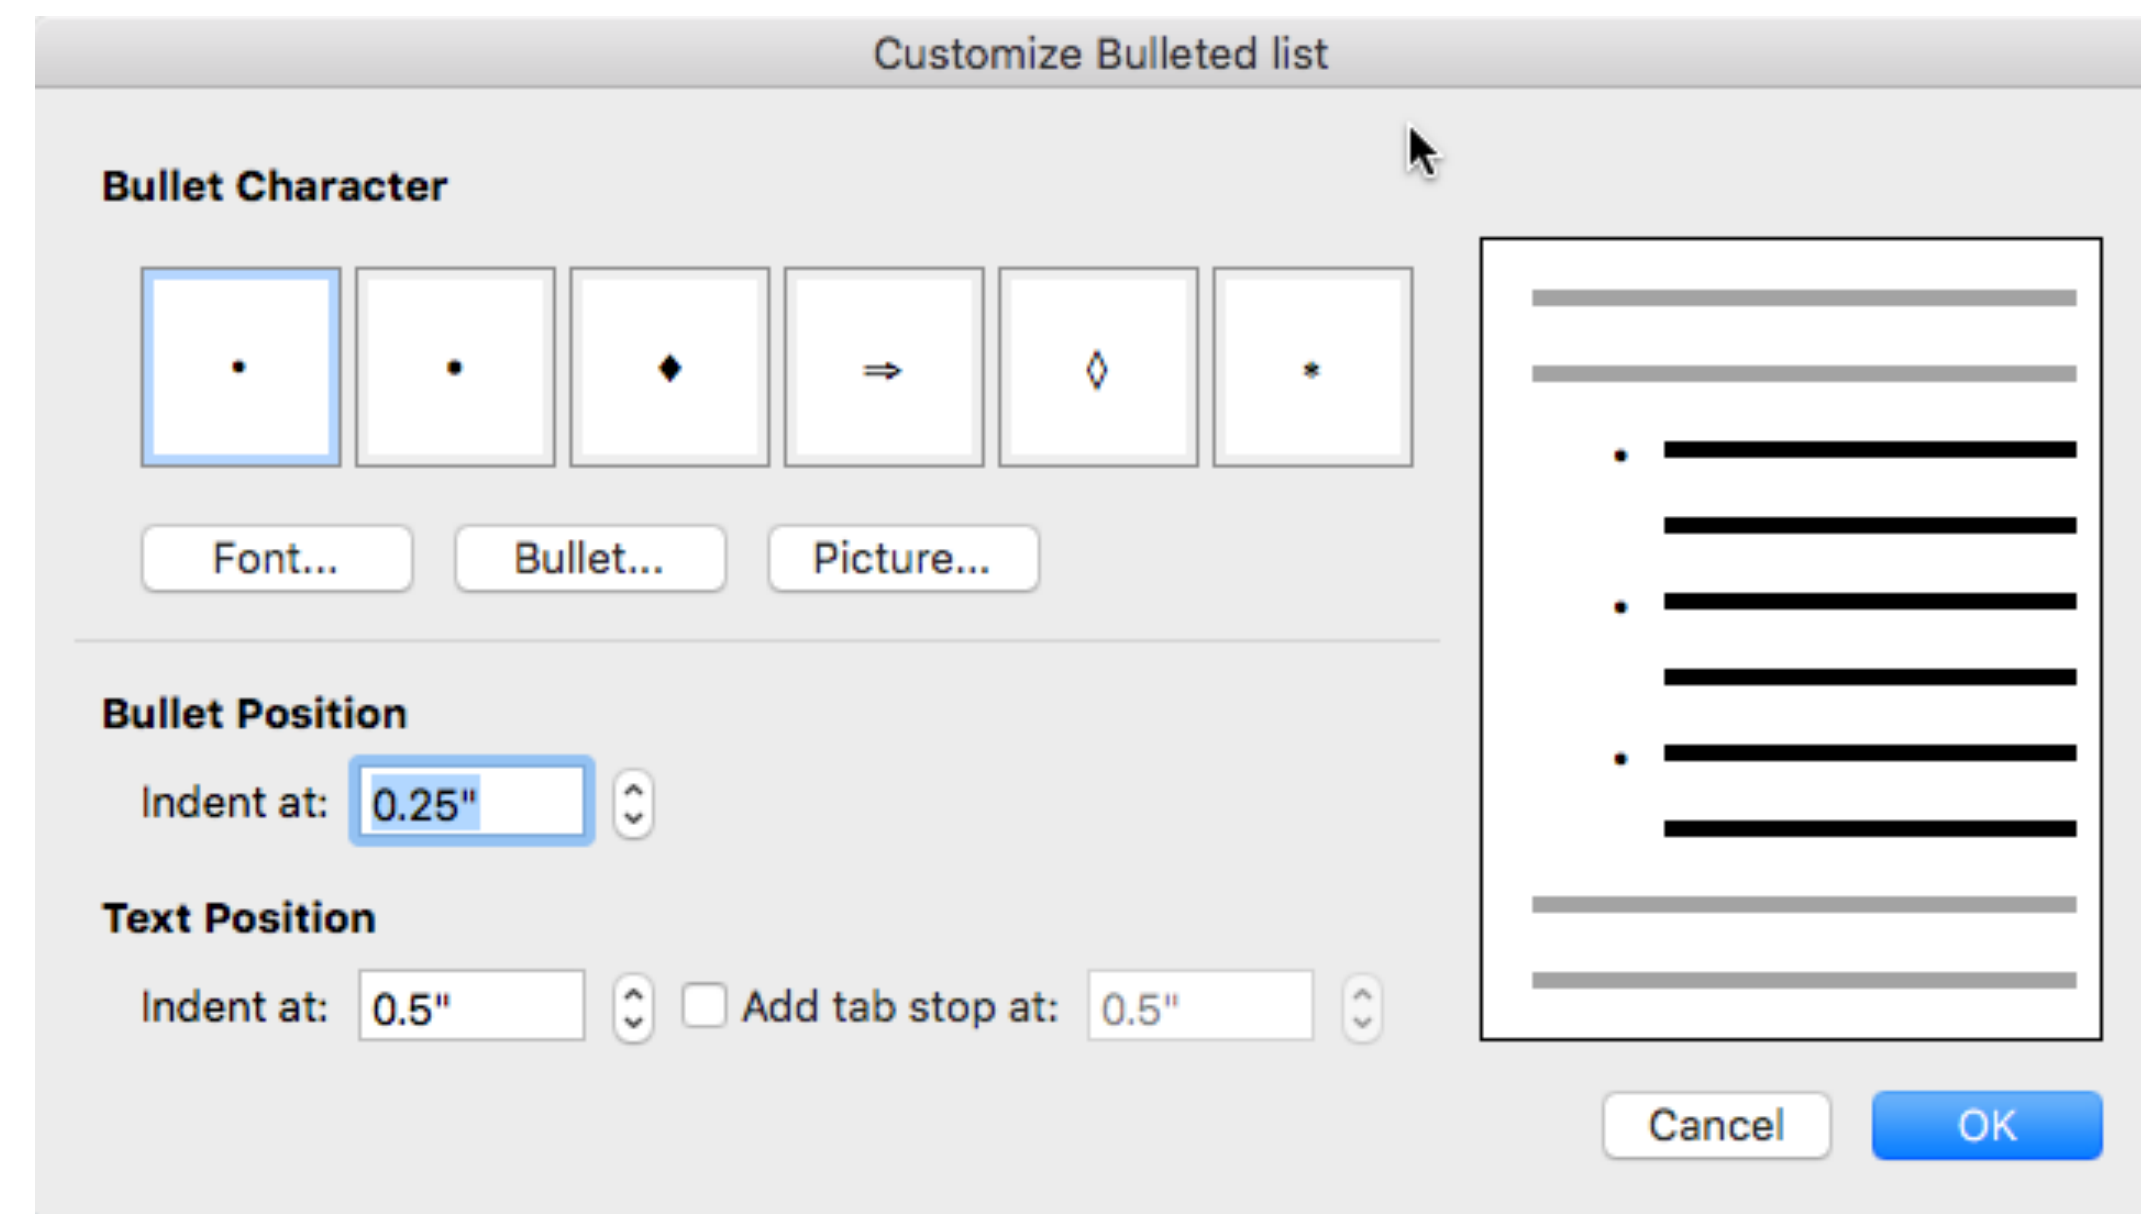 Customize Bulleted list
Bullet Character
• • ♦ ⇒ ◊ *
Font... Bullet... Picture...
Bullet Position
Indent at: 0.25"
Text Position
Indent at: 0.5" Add tab stop at: 0.5"
Cancel OK